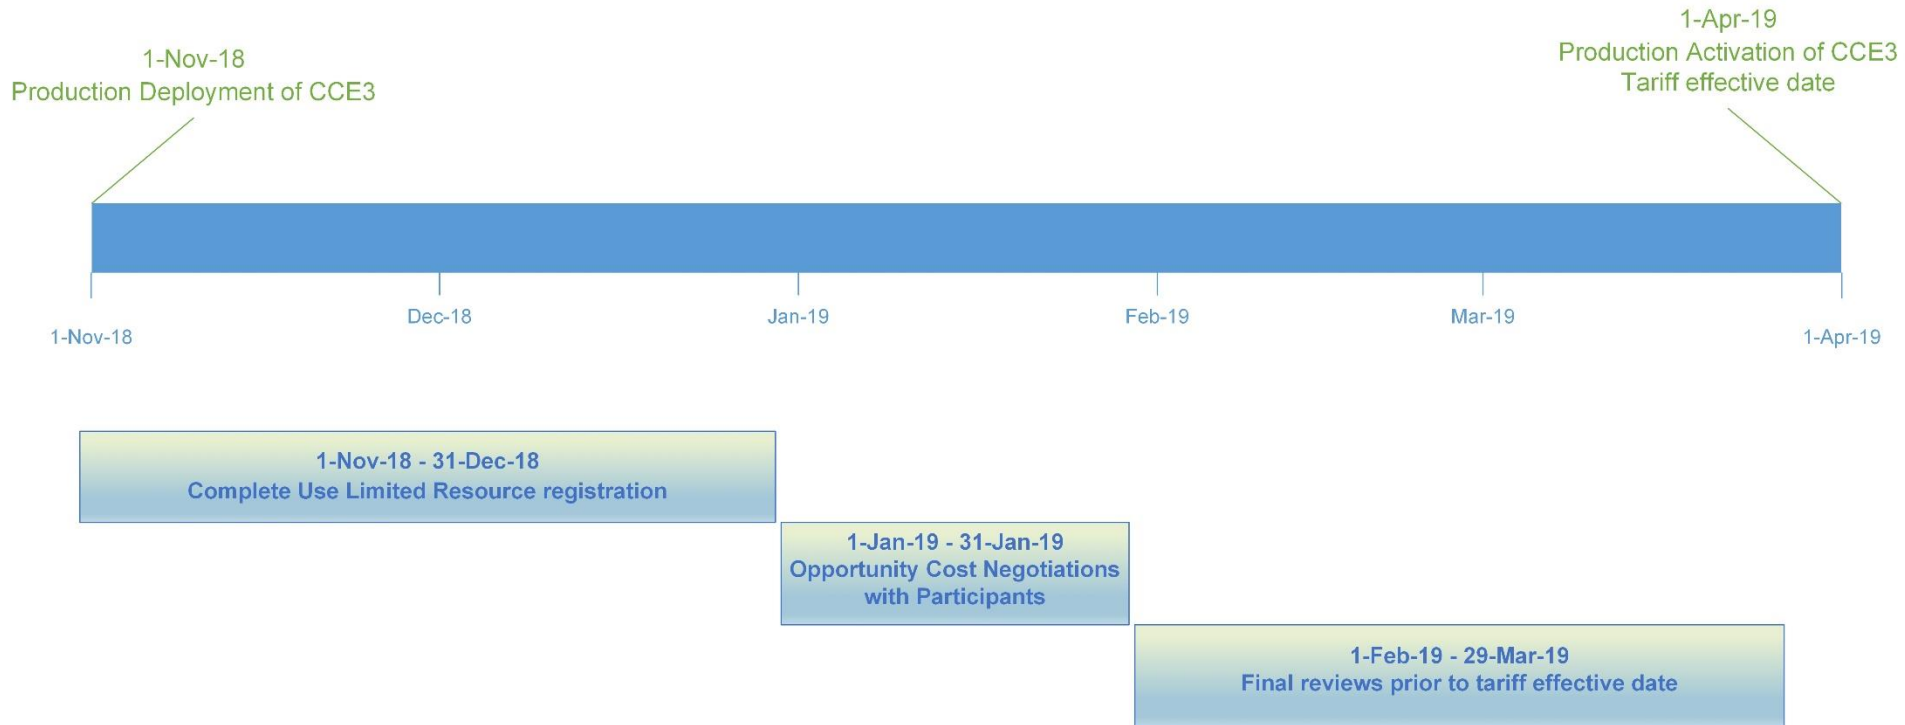 1-Nov-18
Production Deployment of CCE3
1-Apr-19
Production Activation of CCE3
Tariff effective date
Dec-18
Jan-19
Feb-19
Mar-19
1-Nov-18
1-Apr-19
1-Nov-18 - 31-Dec-18
Complete Use Limited Resource registration
1-Jan-19 - 31-Jan-19
Opportunity Cost Negotiations
with Participants
1-Feb-19 - 29-Mar-19
Final reviews prior to tariff effective date